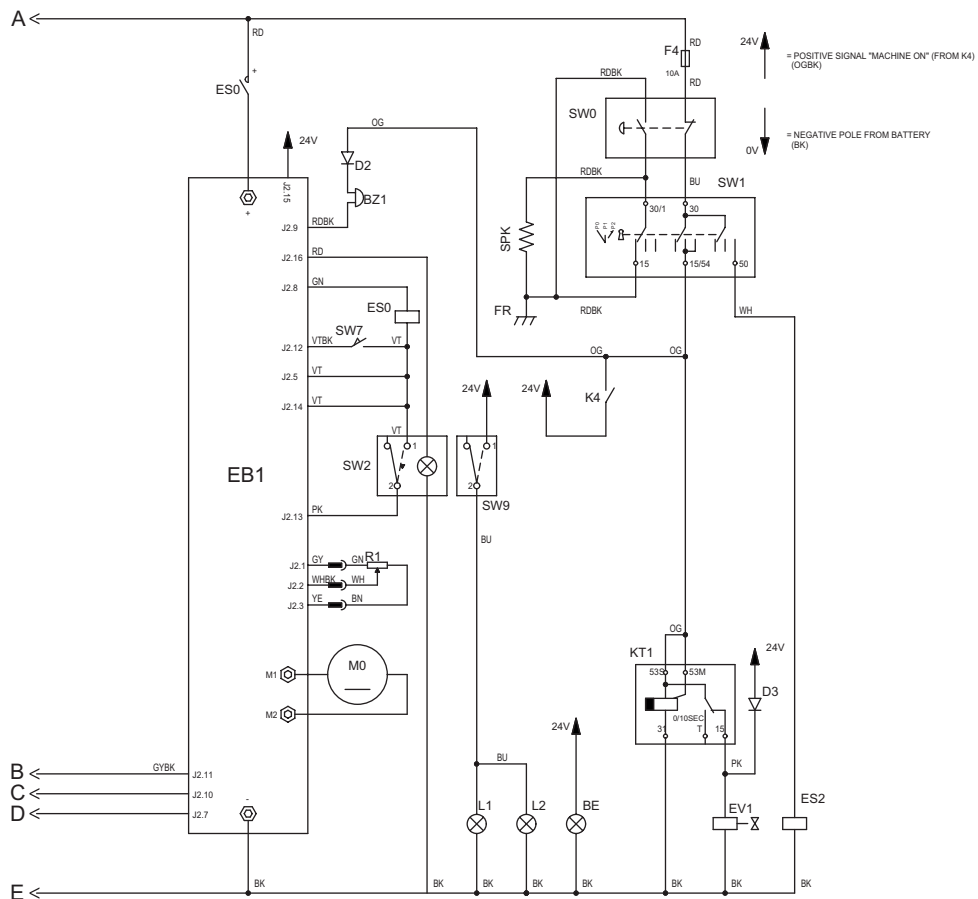 A
RD
ES0
+
F4
10A
RD
RD
24V
= POSITIVE SIGNAL "MACHINE ON" (FROM K4)
(OGBK)
0V
= NEGATIVE POLE FROM BATTERY
(BK)
RDBK
SW0
OG
24V
D2
BZ1
RDBK
RDBK
BU
SW1
30/1
30
P0
P1
P2
15
15/54
50
SPK
FR
RDBK
WH
EB1
+
J2.15
J2.9
RDBK
J2.16
RD
J2.8
GN
ES0
J2.12
VTBK
SW7
VT
J2.5
VT
J2.14
VT
VT
OG
OG
24V
24V
K4
SW2
1
2
SW9
1
2
BU
J2.13
PK
J2.1
GY
GN
R1
J2.2
WHBK
WH
J2.3
YE
BN
M1
M0
M2
OG
KT1
53S
53M
0/10SEC
31
T
15
24V
D3
PK
24V
BU
B
GYBK
J2.11
C
J2.10
D
J2.7
-
L1
L2
BE
EV1
ES2
E
BK
BK
BK
BK
BK
BK
BK
BK